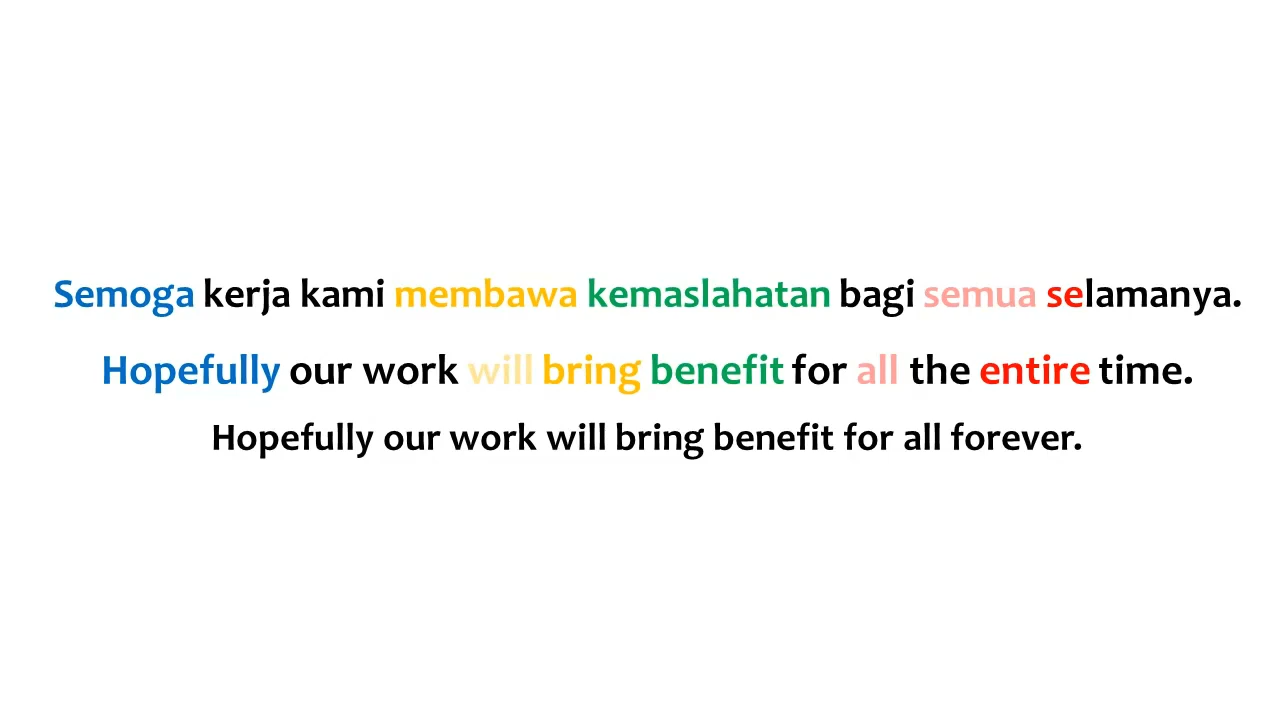 Semoga kerja kami membawa kemaslahatan bagi semua selamanya.
Hopefully our work will bring benefit for all the entire time.
Hopefully our work will bring benefit for all forever.